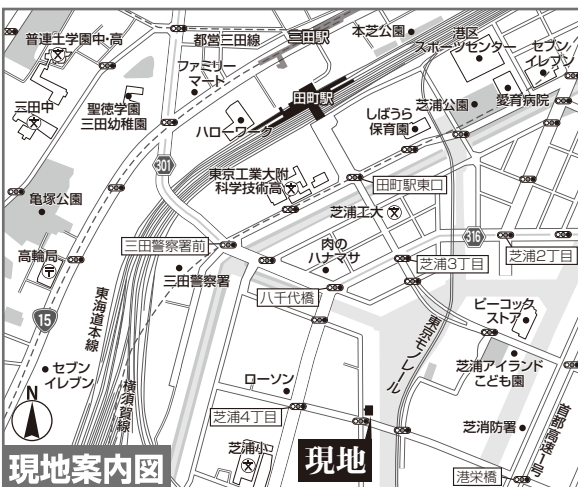 普連土学園中・高
都営三田線
三田駅
本芝公園
港区
スポーツセンター
セブン
イレブン
ファミリー
マート
田町駅
三田中
聖徳学園
三田幼稚園
ハローワーク
しばうら
保育園
芝浦公園
愛育病院
301
東京工業大附
科学技術高
田町駅東口
亀塚公園
芝浦工大
316
三田警察署前
肉の
ハナマサ
芝浦3丁目
芝浦2丁目
高輪局
三田警察署
八千代橋
東海道本線
15
東京モノレール
ピーコック
ストア
セブン
イレブン
横須賀線
ローソン
芝浦アイランド
こども園
首都高速1号
N
芝浦4丁目
芝消防署
芝浦小
現地
港栄橋
現地案内図